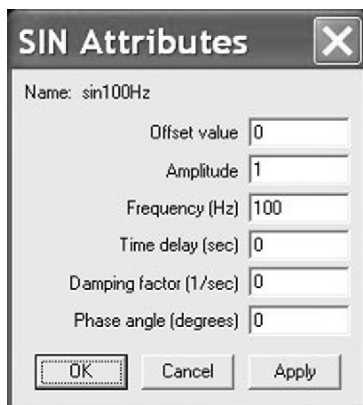 SIN Attributes
Name: sin100Hz
Offset value 0
Amplitude 1
Frequency (Hz) 100
Time delay (sec) 0
Damping factor (1/sec) 0
Phase angle (degrees) 0
OK Cancel Apply